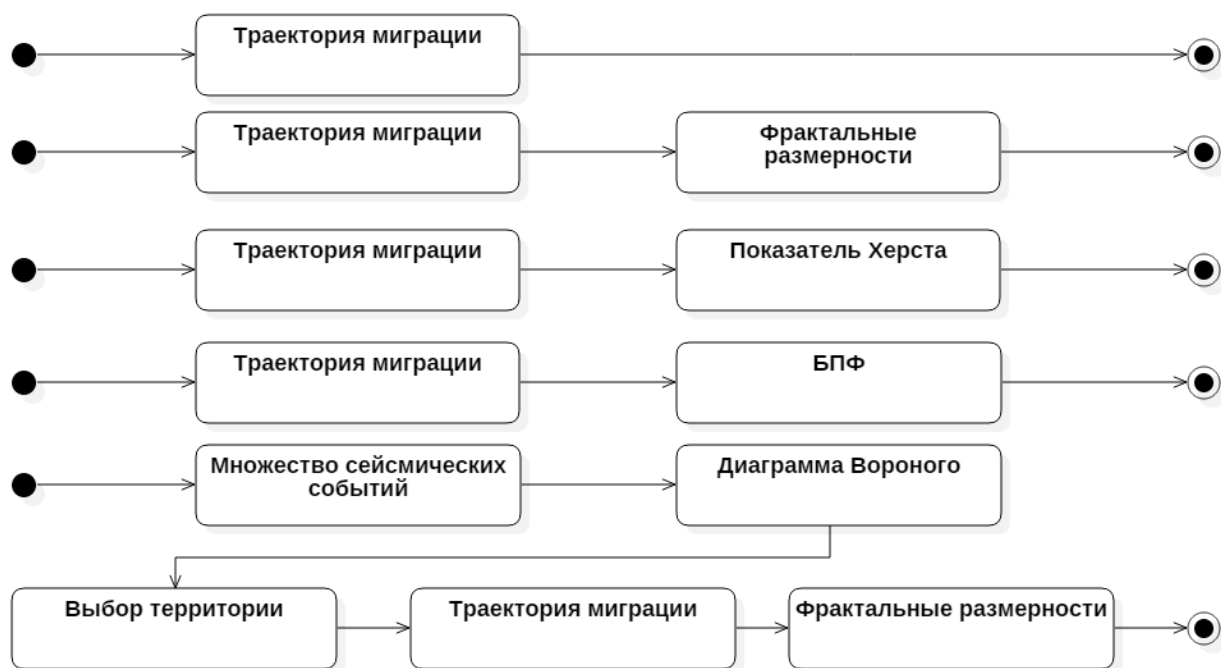 Траектория миграции
Траектория миграции
Фрактальные
размерности
Траектория миграции
Показатель Херста
Траектория миграции
БПФ
Множество сейсмических
событий
Диаграмма Вороного
Выбор территории
Траектория миграции
Фрактальные размерности